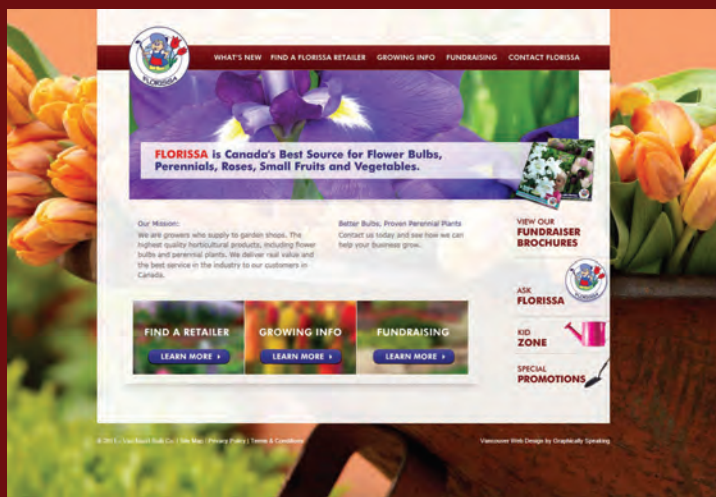 WHAT'S NEW FIND A FLORISSA RETAILER GROWING INFO FUNDRAISING CONTACT FLORISSA
FLORISSA
FLORISSA is Canada's Best Source for Flower Bulbs,
Perennials, Roses, Small Fruits and Vegetables.
Our Mission:
We are growers who supply to garden shops. The
highest quality horticultural products, including flower
bulbs and perennial plants. We deliver real value and
the best service in the industry to our customers in
Canada.
Better Bulbs, Proven Perennial Plants
Contact us today and see how we can
help your business grow.
VIEW OUR
FUNDRAISER
BROCHURES
ASK
FLORISSA
KID
ZONE
SPECIAL
PROMOTIONS
FIND A RETAILER
LEARN MORE
GROWING INFO
LEARN MORE
FUNDRAISING
LEARN MORE
Bulb Co. | Site Map | Privacy Policy | Terms & Conditions
Vancouver Web Design by Graphically Speaking